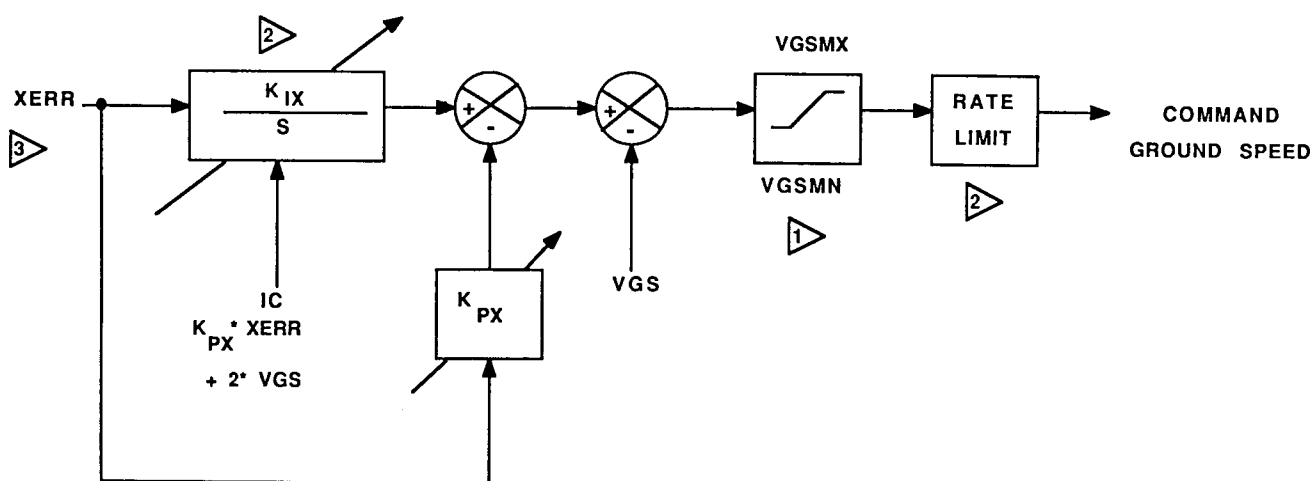 2
VGSMX
XERR
K IX
S
+
-
+
-
RATE
LIMIT
COMMAND
GROUND SPEED
3
VGSMN
2
1
IC
K PX * XERR
+ 2* VGS
K PX
VGS